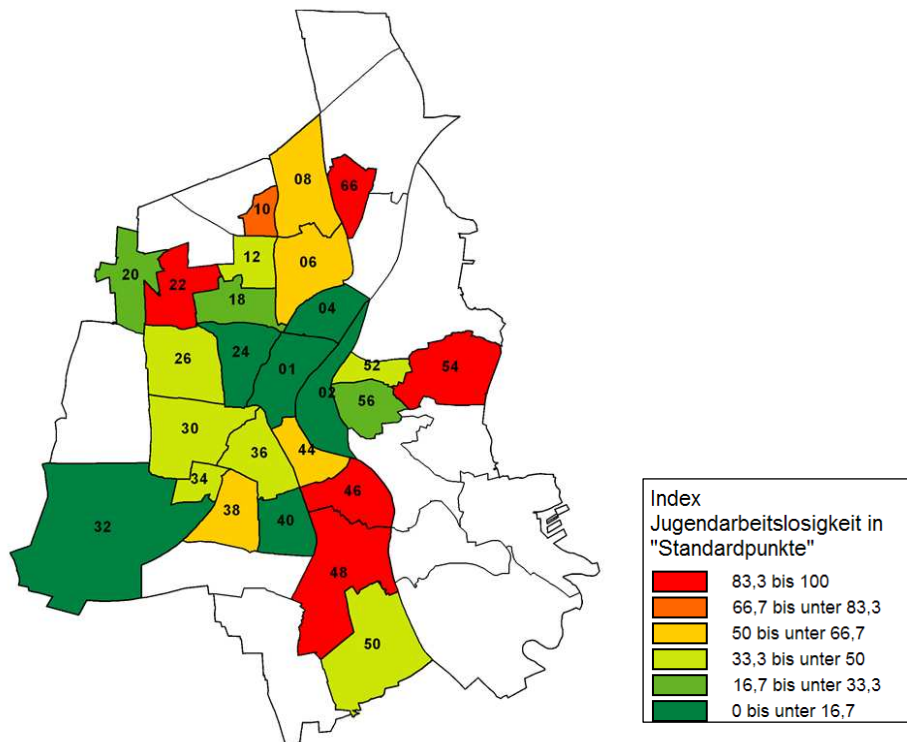 08
66
10
12
06
20
22
18
04
24
01
26
02
52
54
56
30
36
44
34
46
38
40
32
48
50
Index
Jugendarbeitslosigkeit in
"Standardpunkte"
83,3 bis 100
66,7 bis unter 83,3
50 bis unter 66,7
33,3 bis unter 50
16,7 bis unter 33,3
0 bis unter 16,7